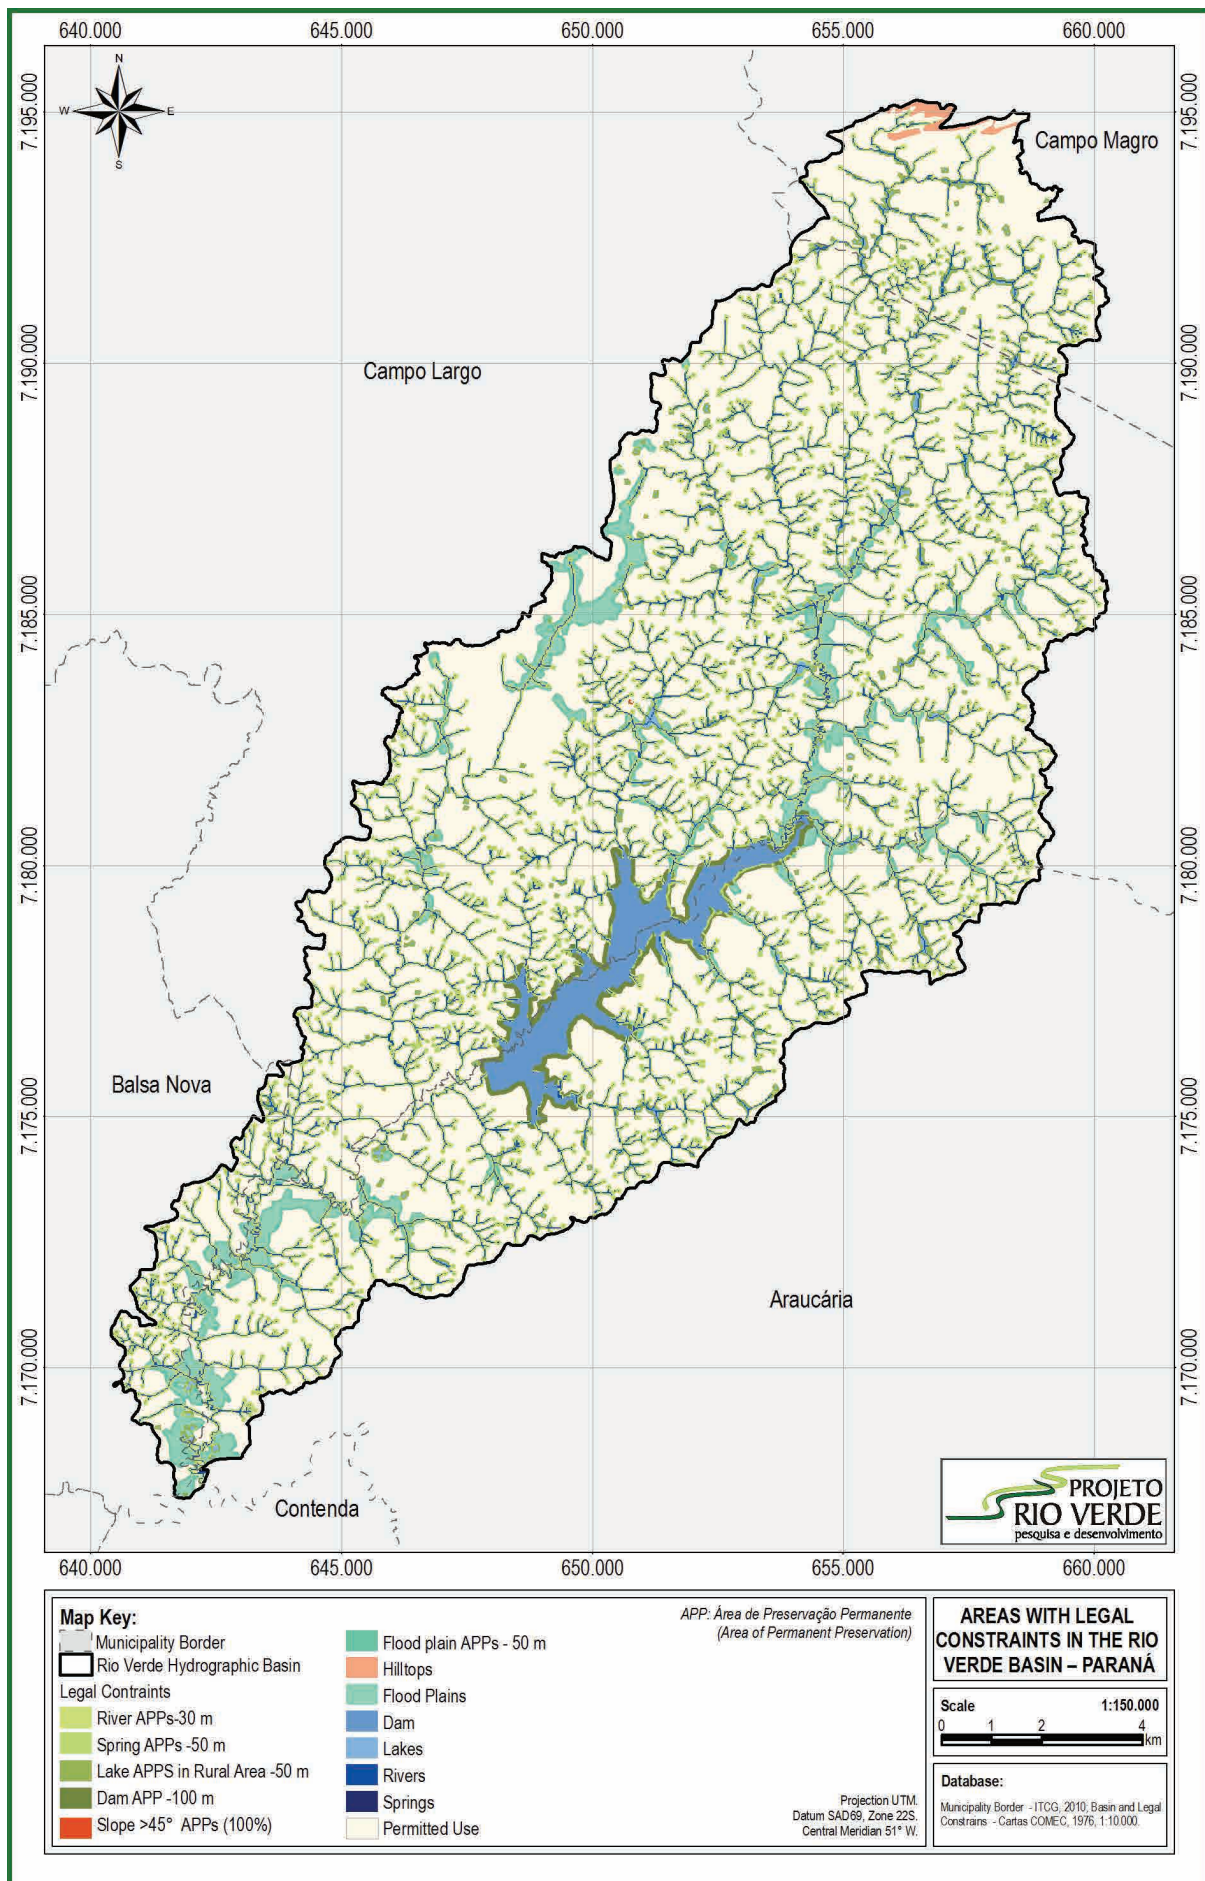 640.000 645.000 650.000 655.000 660.000
7.195.000 7.195.000
N
W E
S
Campo Magro
7.190.000 7.190.000
Campo Largo
7.185.000 7.185.000
7.180.000 7.180.000
Balsa Nova
7.175.000 7.175.000
Araucária
7.170.000 7.170.000
Contenda
PROJETO
RIO VERDE
pesquisa e desenvolvimento
640.000 645.000 650.000 655.000 660.000
Map Key:
Municipality Border
Rio Verde Hydrographic Basin
Legal Contraints
River APPs-30 m
Spring APPs -50 m
Lake APPS in Rural Area -50 m
Dam APP -100 m
Slope >45° APPs (100%)
Flood plain APPs - 50 m
Hilltops
Flood Plains
Dam
Lakes
Rivers
Springs
Permitted Use
APP: Área de Preservação Permanente
(Area of Permanent Preservation)
Projection UTM.
Datum SAD69, Zone 22S.
Central Meridian 51° W.
AREAS WITH LEGAL
CONSTRAINTS IN THE RIO
VERDE BASIN – PARANÁ
Scale 1:150.000
0 1 2 4
km
Database:
Municipality Border - ITCG, 2010; Basin and Legal
Constrains - Cartas COMEC, 1976, 1:10.000.